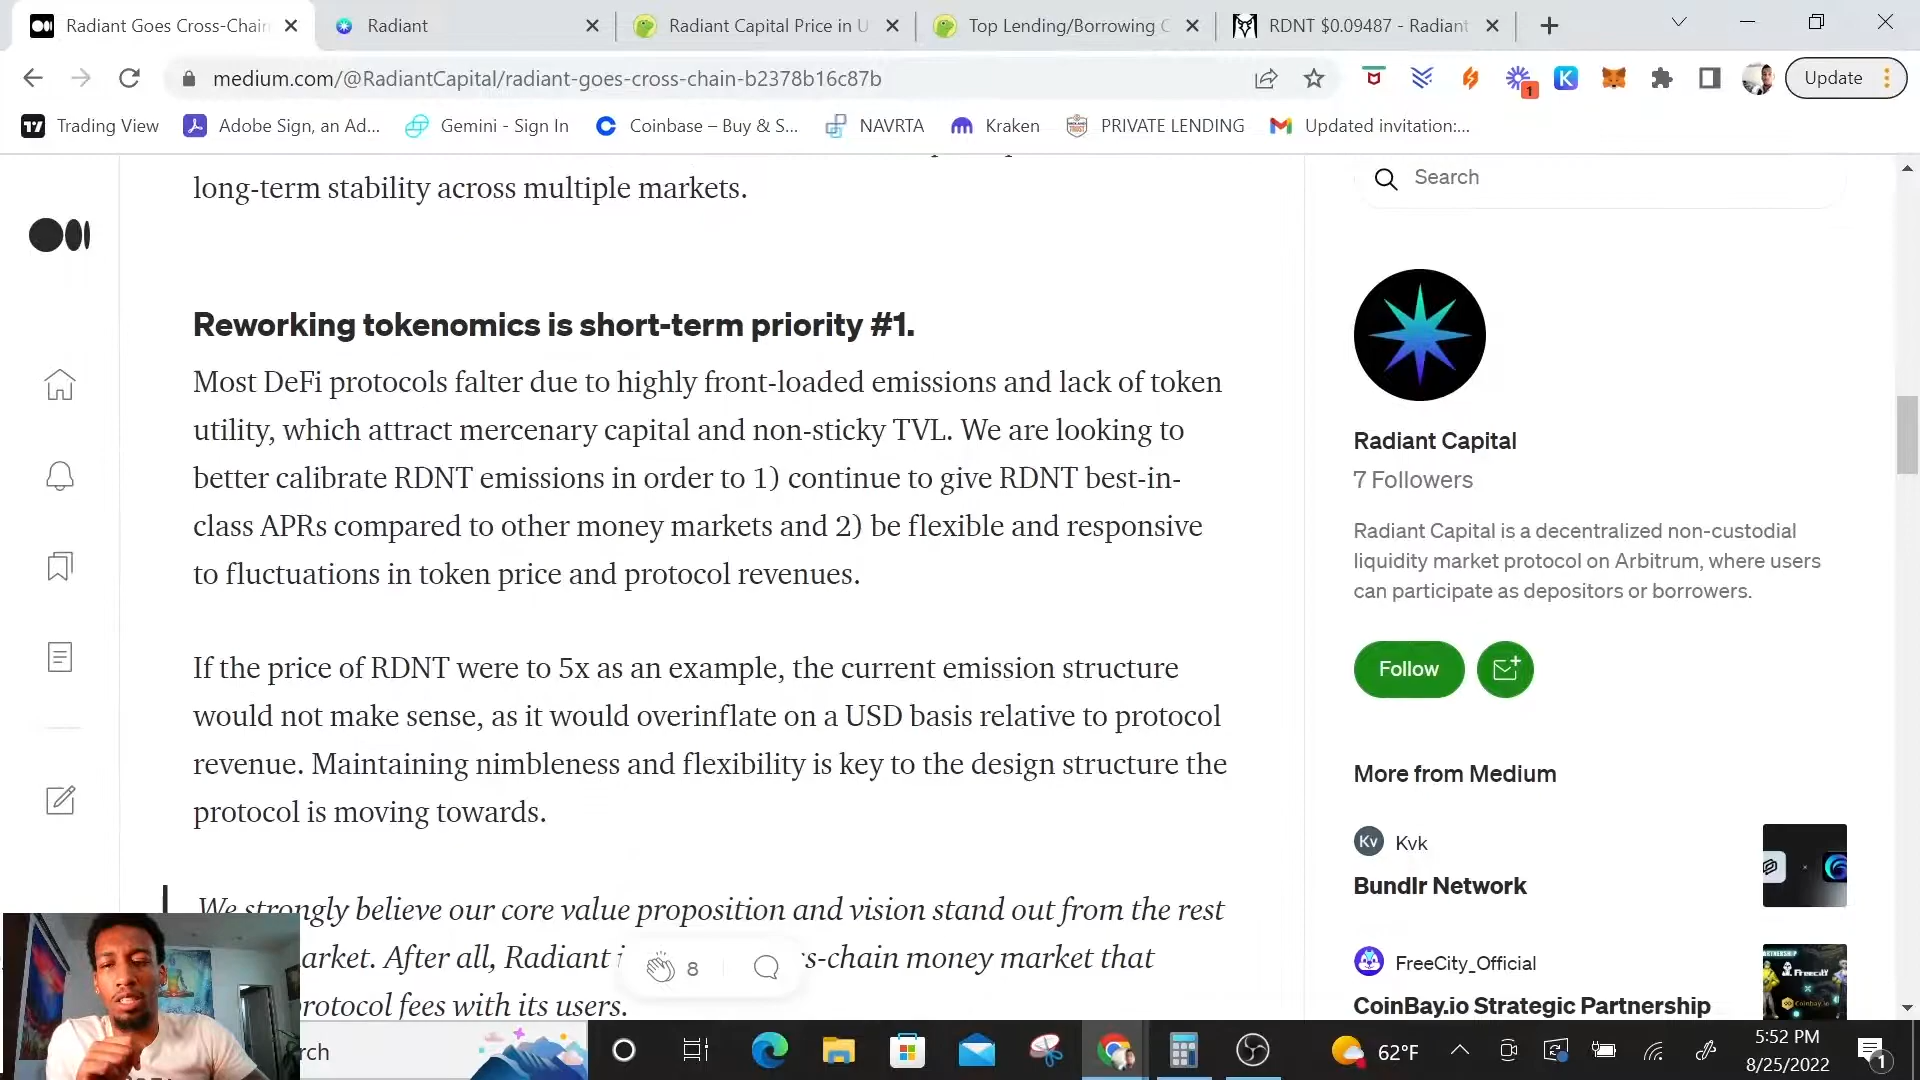 Radiant Goes Cross-Chain
Radiant
Radiant Capital Price in U
Top Lending/Borrowing C
RDNT $0.09487 - Radiant
medium.com/@RadiantCapital/radiant-goes-cross-chain-b2378b16c87b
1
K
Update
Trading View
Adobe Sign, an Ad...
Gemini - Sign In
Coinbase – Buy & S...
NAVRTA
Kraken
PRIVATE LENDING
Updated invitation:...
long-term stability across multiple markets.
Reworking tokenomics is short-term priority #1.
Most DeFi protocols falter due to highly front-loaded emissions and lack of token
utility, which attract mercenary capital and non-sticky TVL. We are looking to
better calibrate RDNT emissions in order to 1) continue to give RDNT best-in-
class APRs compared to other money markets and 2) be flexible and responsive
to fluctuations in token price and protocol revenues.
If the price of RDNT were to 5x as an example, the current emission structure
would not make sense, as it would overinflate on a USD basis relative to protocol
revenue. Maintaining nimbleness and flexibility is key to the design structure the
protocol is moving towards.
We strongly believe our core value proposition and vision stand out from the rest
arket. After all, Radiant i
s-chain money market that
rotocol fees with its users.
8
Search
Radiant Capital
7 Followers
Radiant Capital is a decentralized non-custodial
liquidity market protocol on Arbitrum, where users
can participate as depositors or borrowers.
Follow
More from Medium
Kv
Kvk
Bundlr Network
FreeCity_Official
CoinBay.io Strategic Partnership
rch
62°F
5:52 PM
8/25/2022
1